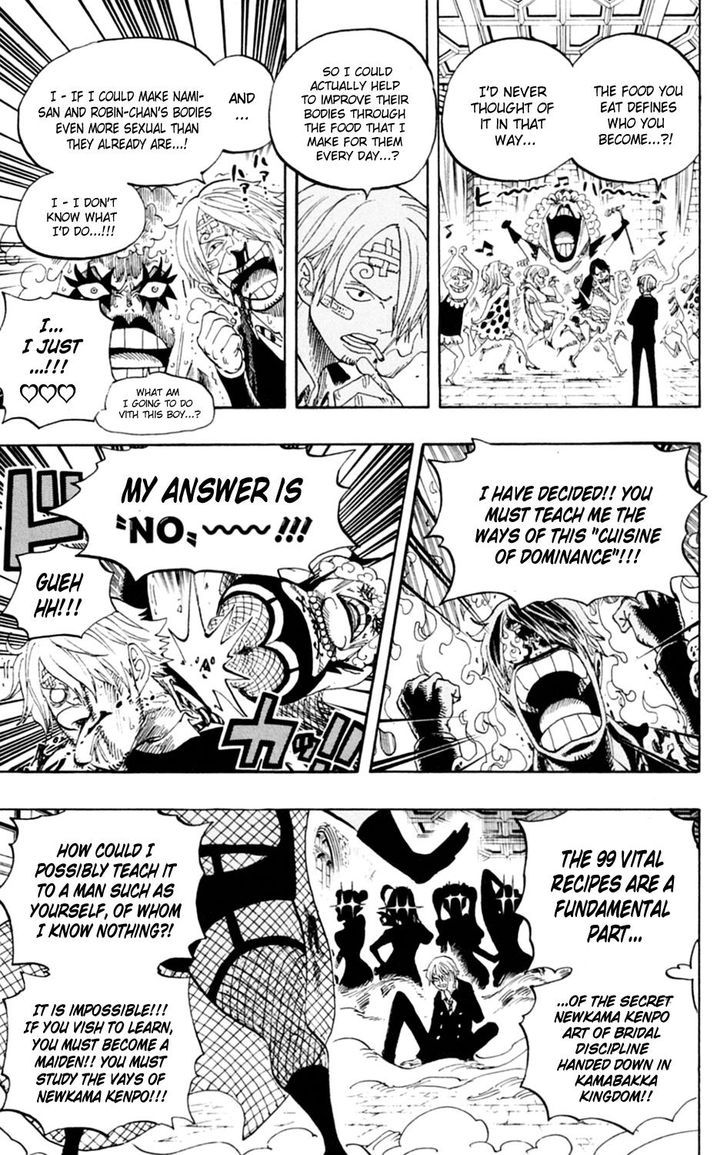 THE FOOD YOU
EAT DEFINES
WHO YOU
BECOME...?!
I'D NEVER
THOUGHT OF
IT IN THAT
WAY...
SO I COULD
ACTUALLY HELP
TO IMPROVE THEIR
BODIES THROUGH
THE FOOD THAT I
MAKE FOR THEM
EVERY DAY...?
AND
...
I - IF I COULD MAKE NAMI-
SAN AND ROBIN-CHAN'S BODIES
EVEN MORE SEXUAL THAN
THEY ALREADY ARE...!
I - I DON'T
KNOW WHAT
I'D DO...!!!
I...
I JUST
...!!!
♡♡♡
WHAT AM
I GOING TO DO
VITH THIS BOY...?
I HAVE DECIDED!! YOU
MUST TEACH ME THE
WAYS OF THIS "CUISINE
OF DOMINANCE"!!!
MY ANSWER IS
"NO"~~~!!!
GUEH
HH!!!
THE 99 VITAL
RECIPES ARE A
FUNDAMENTAL
PART...
...OF THE SECRET
NEWKAMA KENPO
ART OF BRIDAL
DISCIPLINE
HANDED DOWN IN
KAMABAKKA
KINGDOM!!
HOW COULD I
POSSIBLY TEACH IT
TO A MAN SUCH AS
YOURSELF, OF WHOM
I KNOW NOTHING?!
IT IS IMPOSSIBLE!!!
IF YOU VISH TO LEARN,
YOU MUST BECOME A
MAIDEN!! YOU MUST
STUDY THE VAYS OF
NEWKAMA KENPO!!!